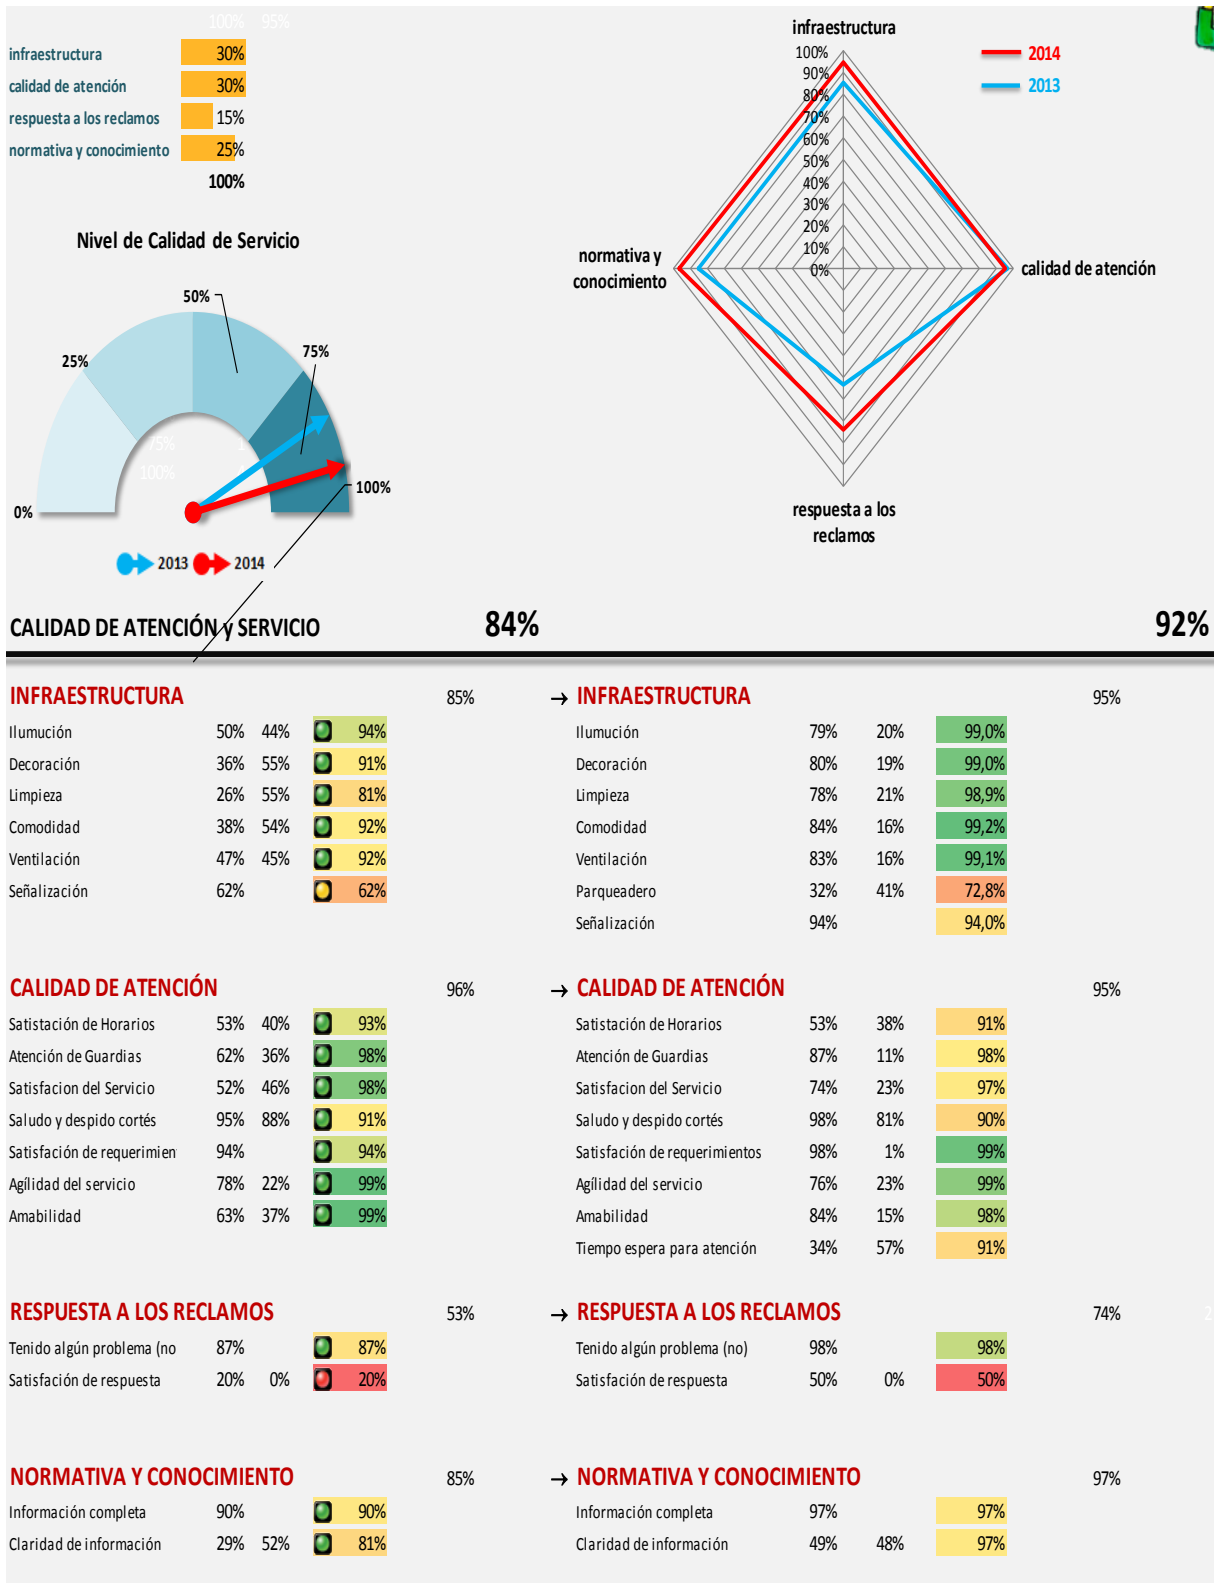 100% 95%
infraestructura 30%
calidad de atención 30%
respuesta a los reclamos 15%
normativa y conocimiento 25%
100%
infraestructura
100%
90%
80%
70%
60%
50%
40%
30%
20%
10%
0%
2014
2013
normativa y
conocimiento
calidad de atención
respuesta a los
reclamos
Nivel de Calidad de Servicio
50%
25%
75%
75% 1
100%
100%
0%
2013 2014
CALIDAD DE ATENCIÓN y SERVICIO 84% 92%
INFRAESTRUCTURA 85% → INFRAESTRUCTURA 95%
Ilumución 50% 44% 94% Ilumución 79% 20% 99,0%
Decoración 36% 55% 91% Decoración 80% 19% 99,0%
Limpieza 26% 55% 81% Limpieza 78% 21% 98,9%
Comodidad 38% 54% 92% Comodidad 84% 16% 99,2%
Ventilación 47% 45% 92% Ventilación 83% 16% 99,1%
Señalización 62% 62% Parqueadero 32% 41% 72,8%
Señalización 94% 94,0%
CALIDAD DE ATENCIÓN 96% → CALIDAD DE ATENCIÓN 95%
Satistación de Horarios 53% 40% 93% Satistación de Horarios 53% 38% 91%
Atención de Guardias 62% 36% 98% Atención de Guardias 87% 11% 98%
Satisfacion del Servicio 52% 46% 98% Satisfacion del Servicio 74% 23% 97%
Saludo y despido cortés 95% 88% 91% Saludo y despido cortés 98% 81% 90%
Satisfación de requerimien 94% 94% Satisfación de requerimientos 98% 1% 99%
Agílidad del servicio 78% 22% 99% Agílidad del servicio 76% 23% 99%
Amabilidad 63% 37% 99% Amabilidad 84% 15% 98%
Tiempo espera para atención 34% 57% 91%
RESPUESTA A LOS RECLAMOS 53% → RESPUESTA A LOS RECLAMOS 74% 2
Tenido algún problema (no 87% 87% Tenido algún problema (no) 98% 98%
Satisfación de respuesta 20% 0% 20% Satisfación de respuesta 50% 0% 50%
NORMATIVA Y CONOCIMIENTO 85% → NORMATIVA Y CONOCIMIENTO 97%
Información completa 90% 90% Información completa 97% 97%
Claridad de información 29% 52% 81% Claridad de información 49% 48% 97%